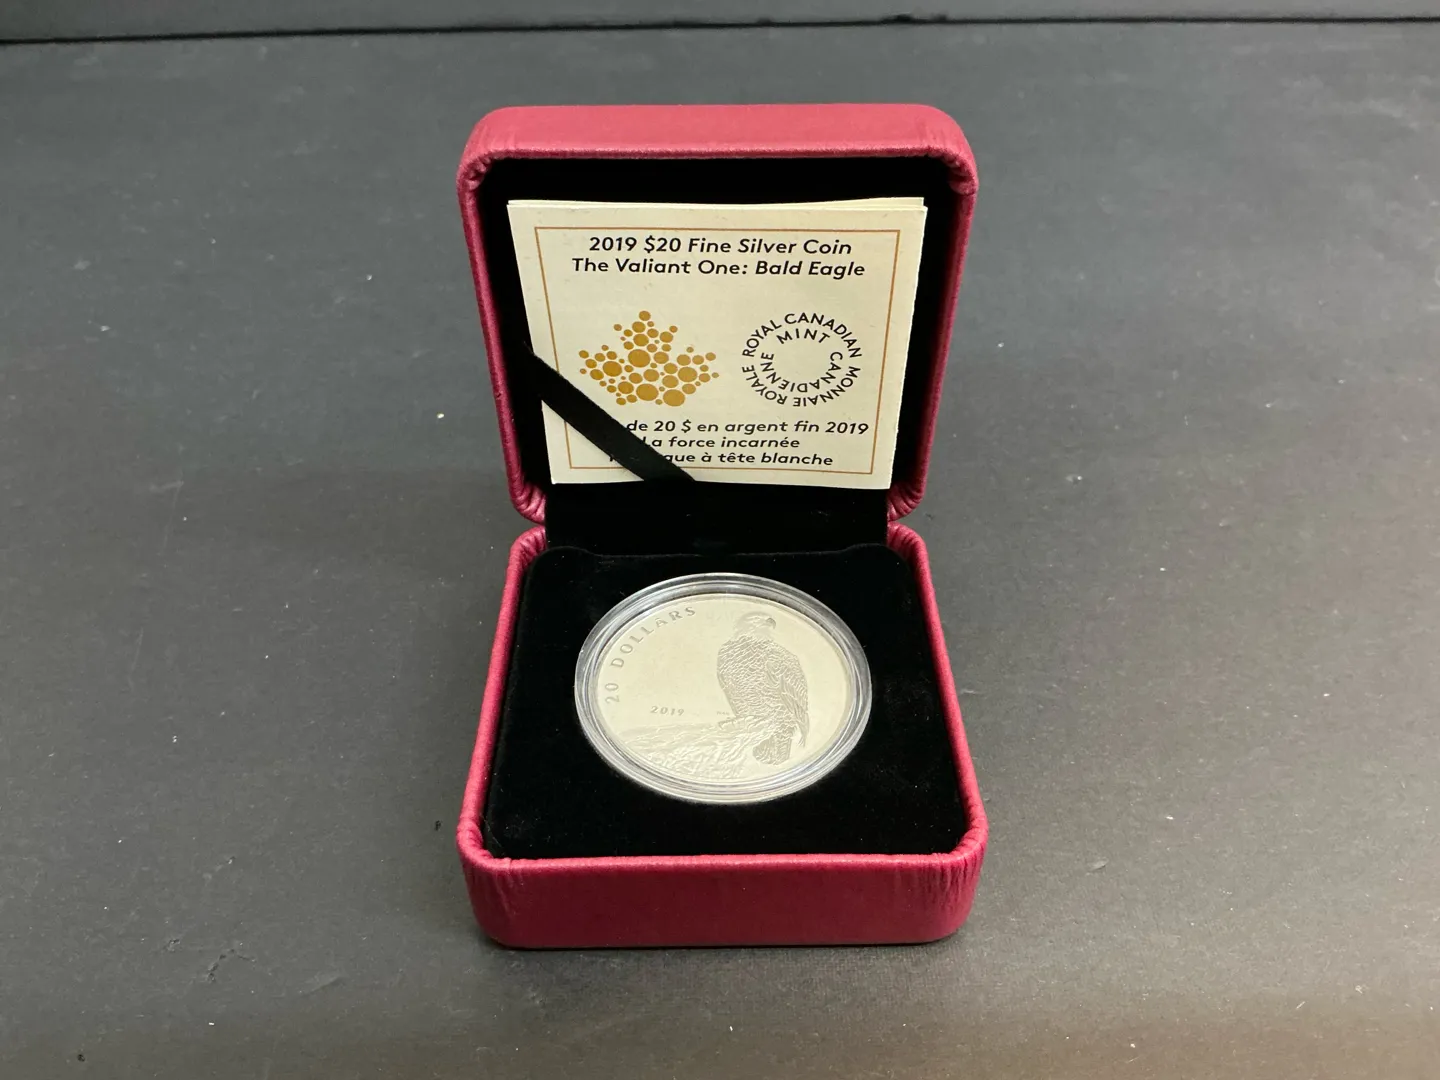 2019 $20 Fine Silver Coin
The Valiant One: Bald Eagle
ROYAL CANADIAN MINT
MONNAIE ROYALE CANADIENNE
de 20 $ en argent fin 2019
La force incarnée
à tête blanche
20 DOLLARS
2019